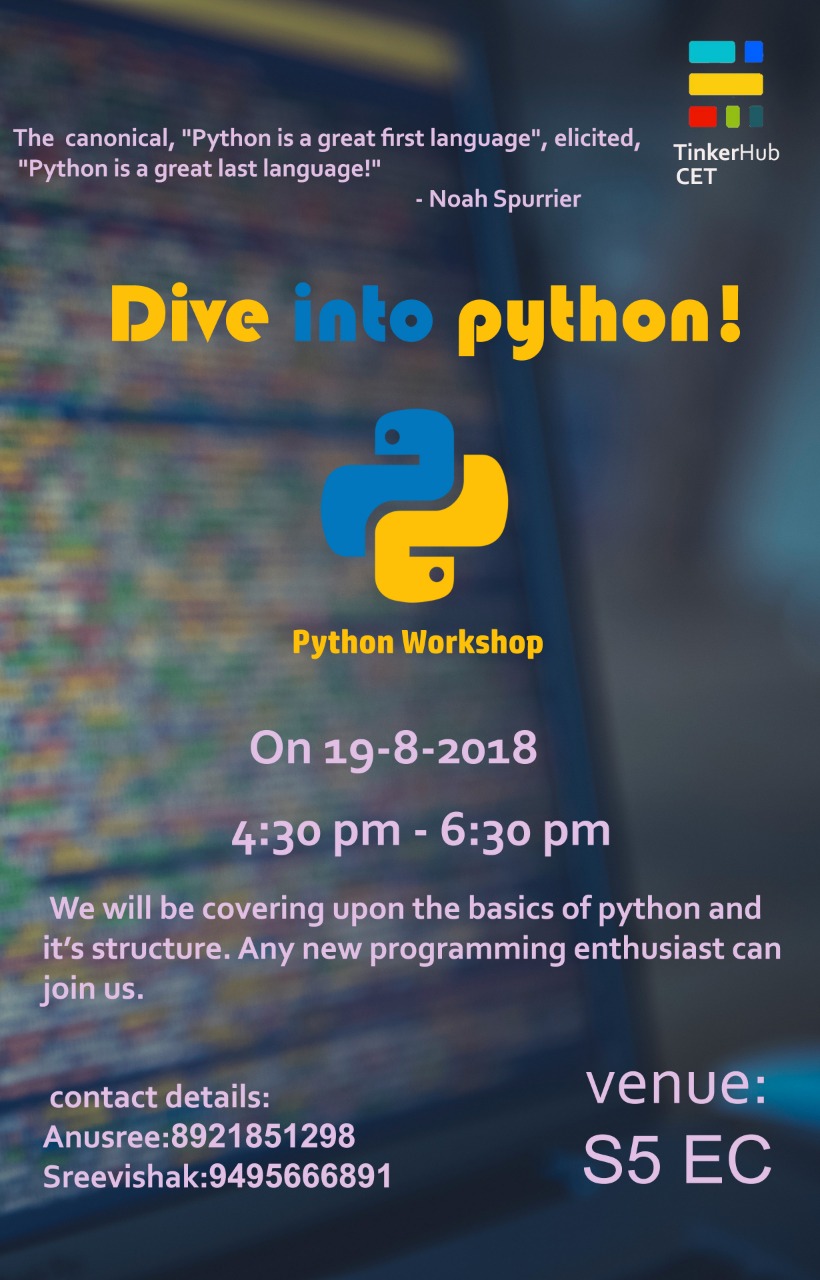 The canonical, "Python is a great first language", elicited,
"Python is a great last language!"
- Noah Spurrier
TinkerHub
CET
Dive into python!
Python Workshop
On 19-8-2018
4:30 pm - 6:30 pm
We will be covering upon the basics of python and
it’s structure. Any new programming enthusiast can
join us.
contact details:
Anusree:8921851298
Sreevishak:9495666891
venue:
S5 EC